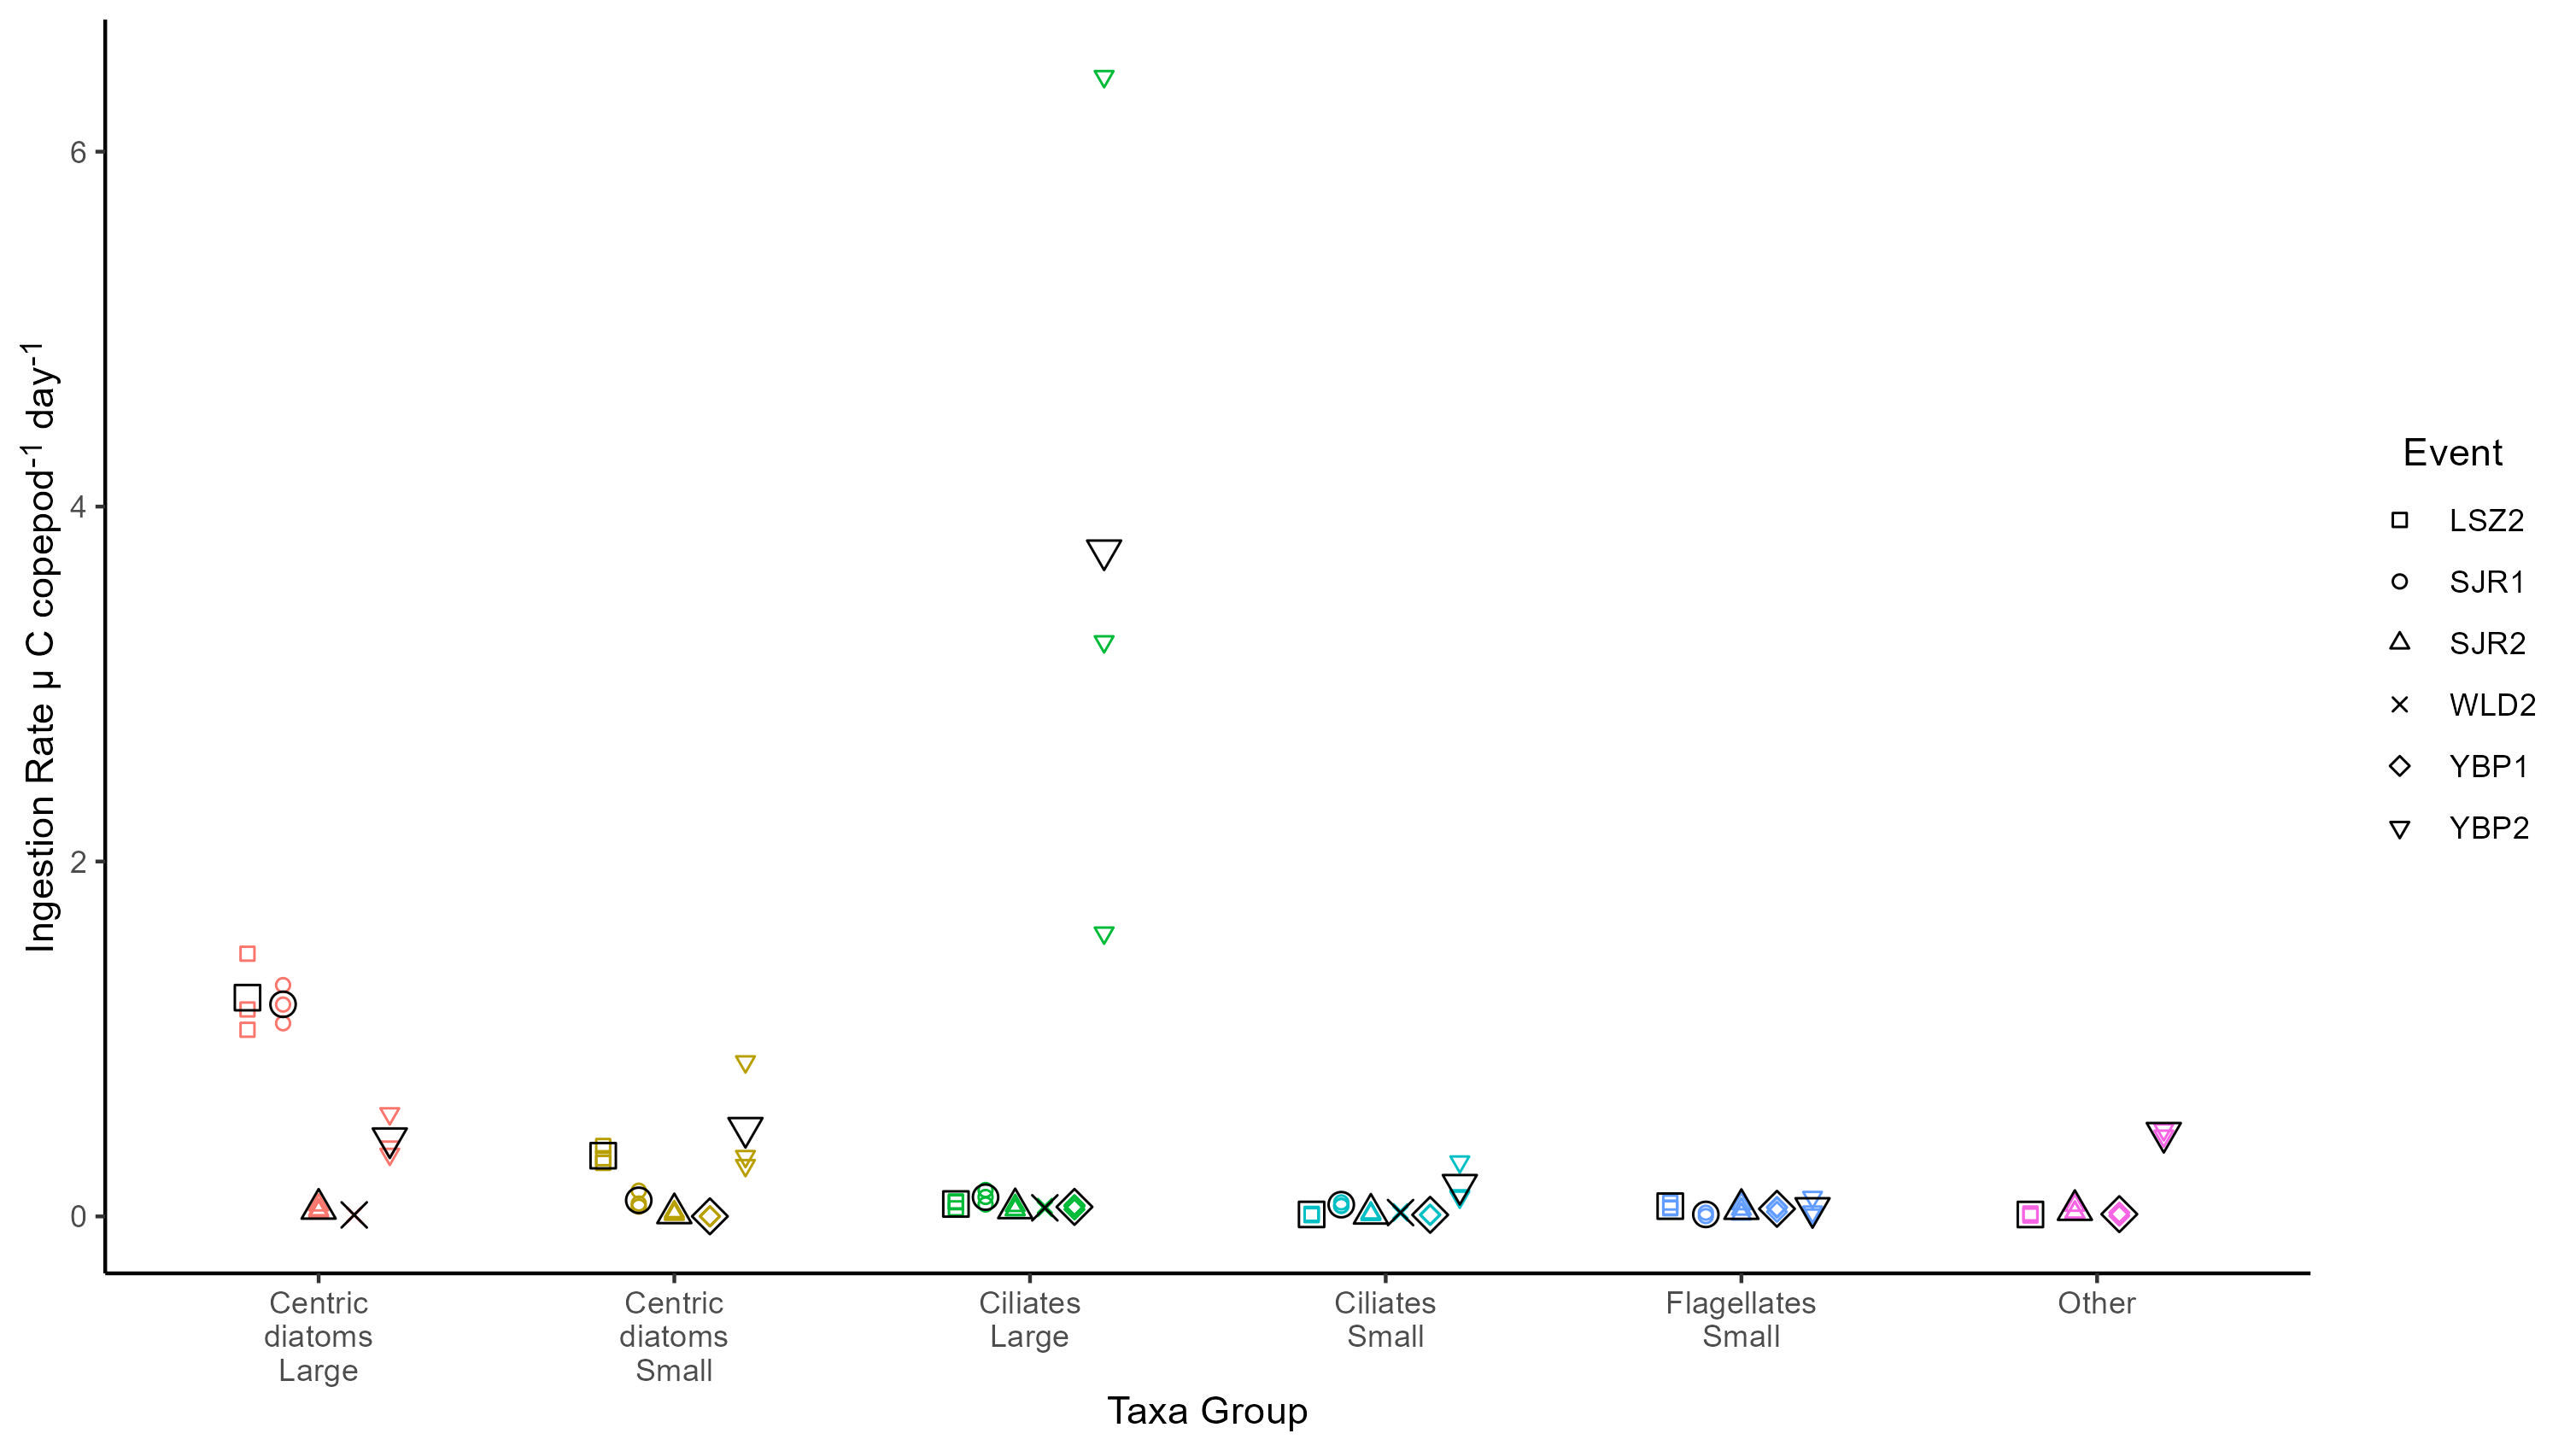 6
4
2
0
Ingestion Rate µ C copepod-1 day-1
Centric
diatoms
Large
Centric
diatoms
Small
Ciliates
Large
Ciliates
Small
Flagellates
Small
Other
Taxa Group
Event
LSZ2
SJR1
SJR2
WLD2
YBP1
YBP2